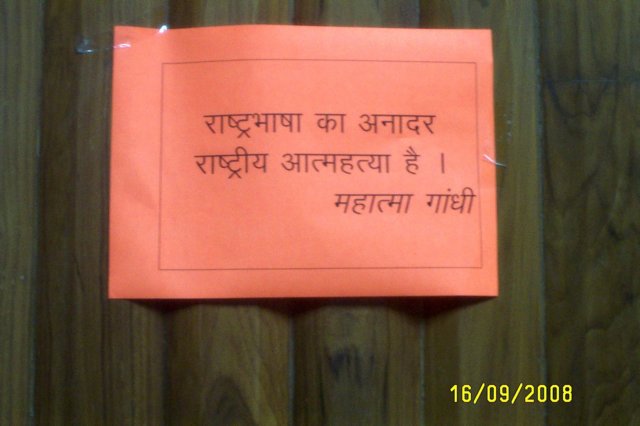 राष्ट्रभाषा का अनादर
राष्ट्रीय आत्महत्या है ।
महात्मा गांधी
16/09/2008